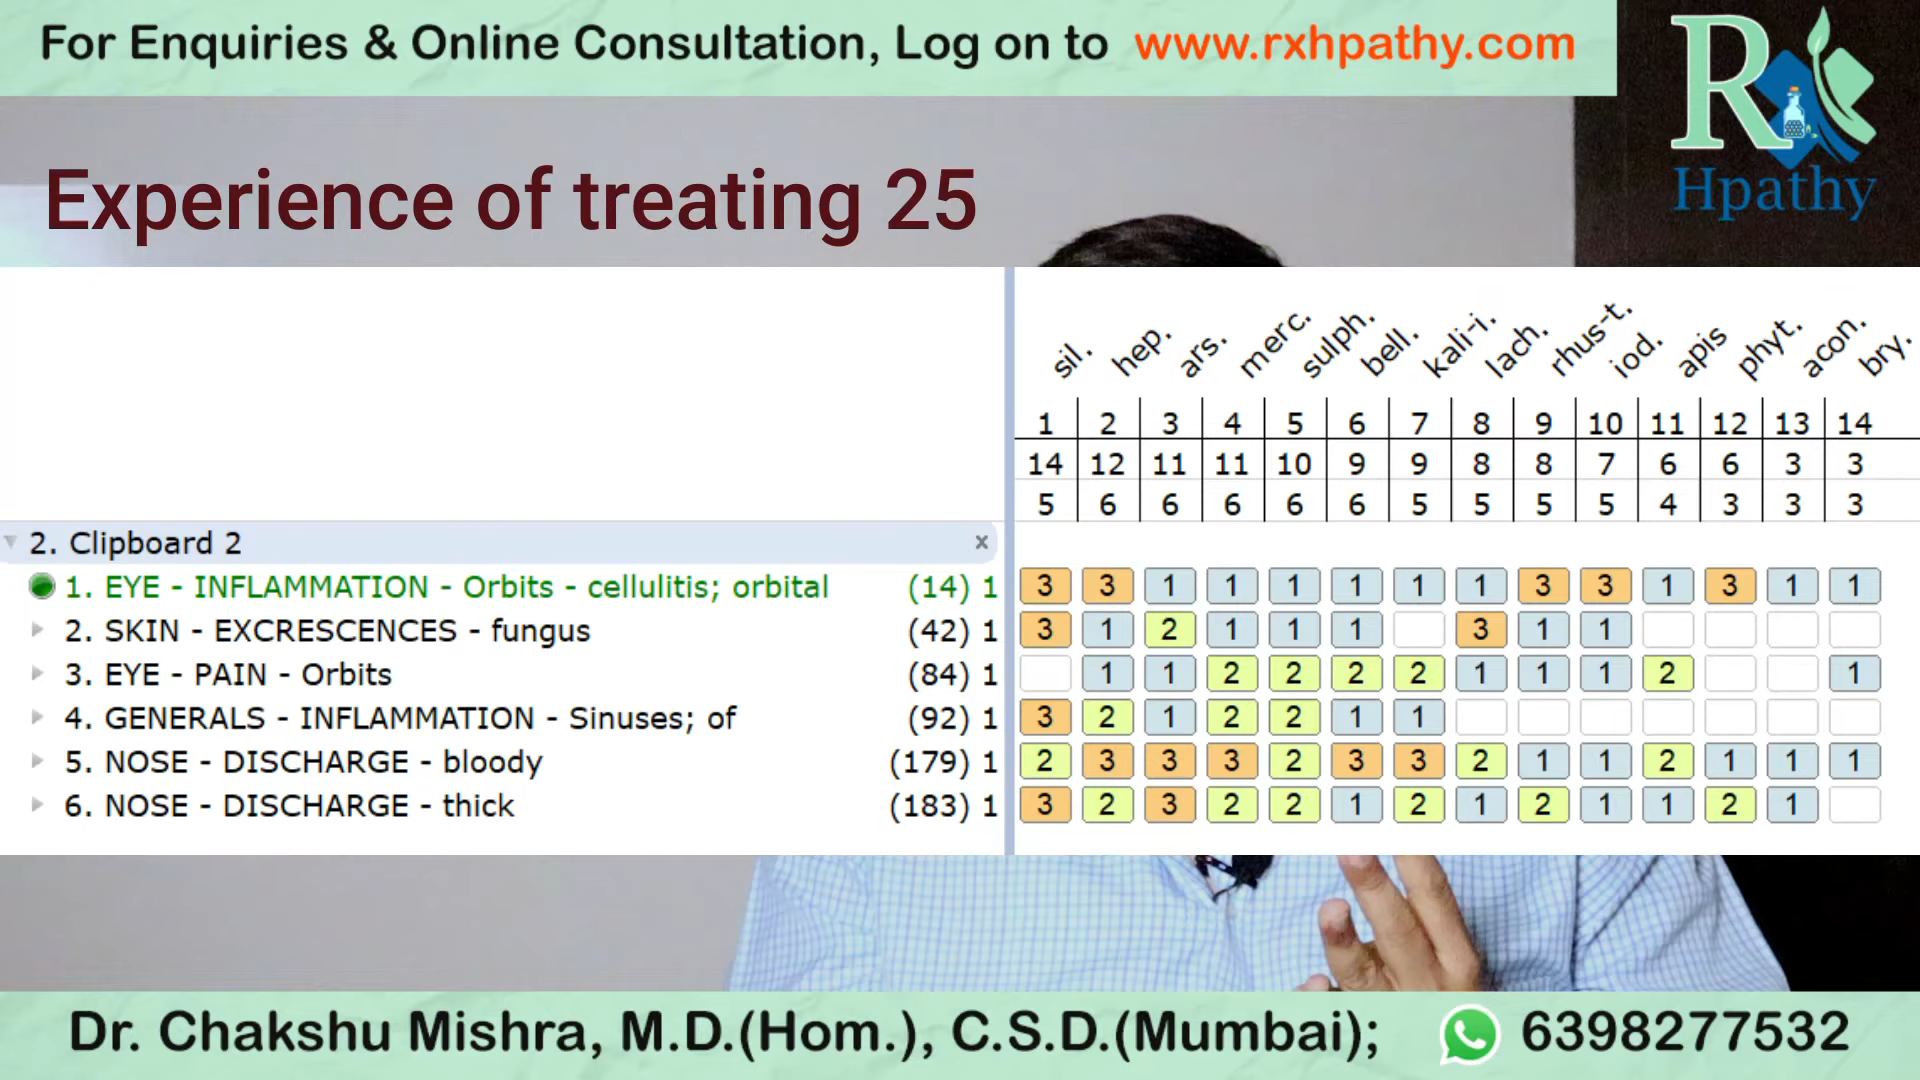 For Enquiries & Online Consultation, Log on to www.rxhpathy.com
Rx
Hpathy
Experience of treating 25
sil. hep. ars. merc. sulph. bell. kali-i. lach. rhus-t. iod. apis phyt. acon. bry.
1 2 3 4 5 6 7 8 9 10 11 12 13 14
14 12 11 11 10 9 9 8 8 7 6 6 3 3
5 6 6 6 6 6 5 5 5 5 4 3 3 3
2. Clipboard 2 x
1. EYE - INFLAMMATION - Orbits - cellulitis; orbital (14) 1 3 3 1 1 1 1 1 1 3 3 1 3 1 1
2. SKIN - EXCRESCENCES - fungus (42) 1 3 1 2 1 1 1 3 1 1
3. EYE - PAIN - Orbits (84) 1 1 1 2 2 2 2 1 1 1 2 1
4. GENERALS - INFLAMMATION - Sinuses; of (92) 1 3 2 1 2 2 1 1
5. NOSE - DISCHARGE - bloody (179) 1 2 3 3 3 2 3 3 2 1 1 2 1 1 1
6. NOSE - DISCHARGE - thick (183) 1 3 2 3 2 2 1 2 1 2 1 1 2 1
Dr. Chakshu Mishra, M.D.(Hom.), C.S.D.(Mumbai); 6398277532